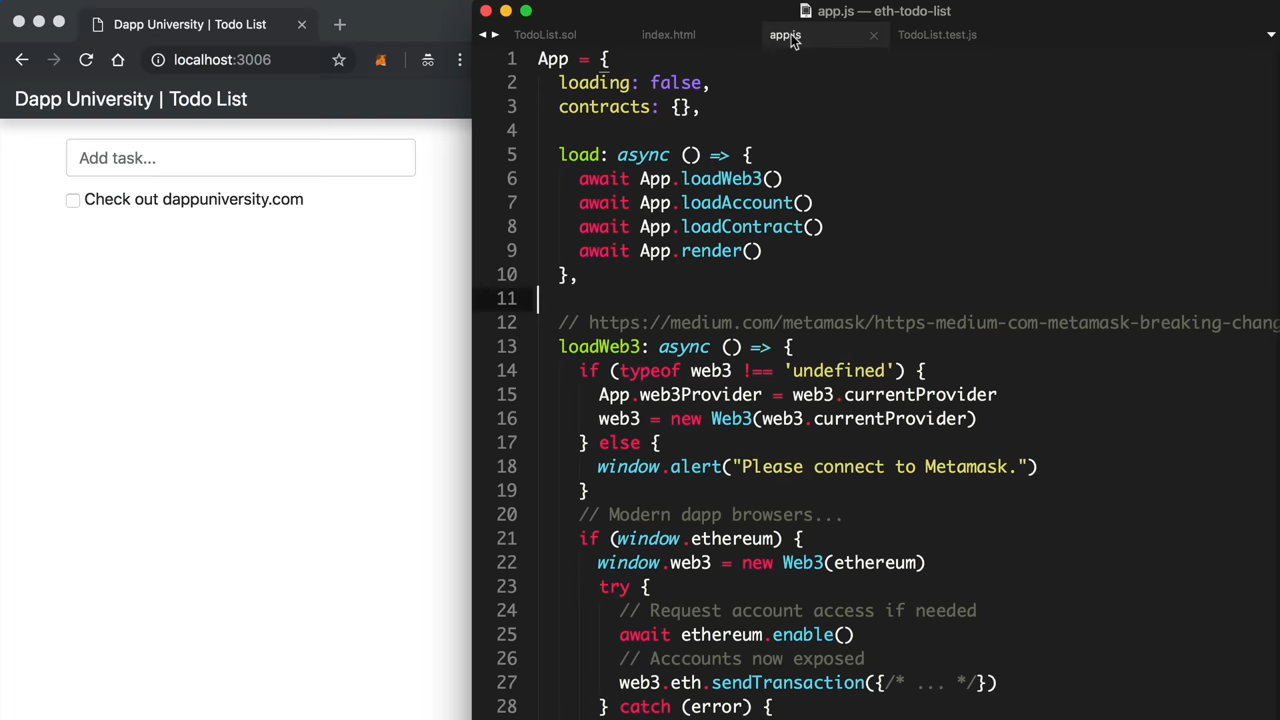 Dapp University | Todo List
localhost:3006
Dapp University | Todo List
Add task...
Check out dappuniversity.com
app.js — eth-todo-list
TodoList.sol
index.html
app.js
TodoList.test.js
1 App = {
2 loading: false,
3 contracts: {},
4
5 load: async () => {
6 await App.loadWeb3()
7 await App.loadAccount()
8 await App.loadContract()
9 await App.render()
10 },
11
12 // https://medium.com/metamask/https-medium-com-metamask-breaking-chang
13 loadWeb3: async () => {
14 if (typeof web3 !== 'undefined') {
15 App.web3Provider = web3.currentProvider
16 web3 = new Web3(web3.currentProvider)
17 } else {
18 window.alert("Please connect to Metamask.")
19 }
20 // Modern dapp browsers...
21 if (window.ethereum) {
22 window.web3 = new Web3(ethereum)
23 try {
24 // Request account access if needed
25 await ethereum.enable()
26 // Acccounts now exposed
27 web3.eth.sendTransaction({/* ... */})
28 } catch (error) {